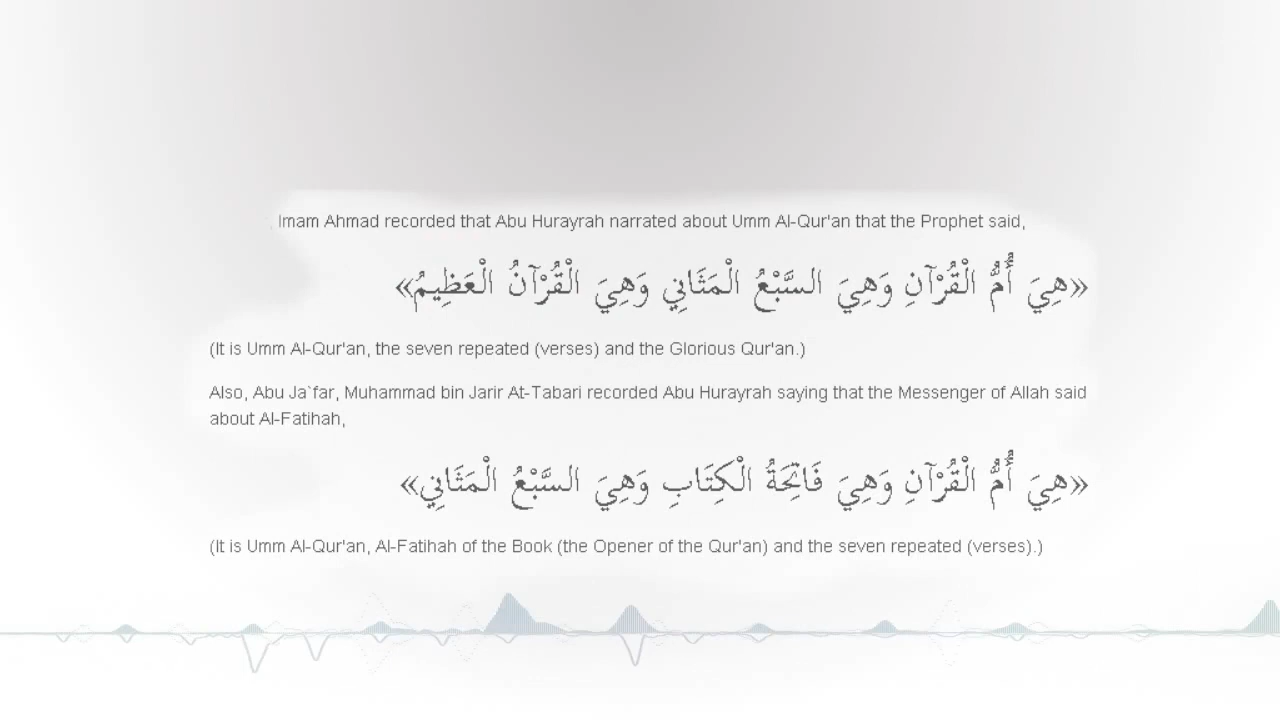 Imam Ahmad recorded that Abu Hurayrah narrated about Umm Al-Qur'an that the Prophet said,
«هِيَ أُمُّ الْقُرْآنِ وَهِيَ السَّبْعُ الْمَثَانِي وَهِيَ الْقُرْآنُ الْعَظِيمُ»
(It is Umm Al-Qur'an, the seven repeated (verses) and the Glorious Qur'an.)
Also, Abu Ja`far, Muhammad bin Jarir At-Tabari recorded Abu Hurayrah saying that the Messenger of Allah said
about Al-Fatihah,
«هِيَ أُمُّ الْقُرْآنِ وَهِيَ فَاتِحَةُ الْكِتَابِ وَهِيَ السَّبْعُ الْمَثَانِي»
(It is Umm Al-Qur'an, Al-Fatihah of the Book (the Opener of the Qur'an) and the seven repeated (verses).)